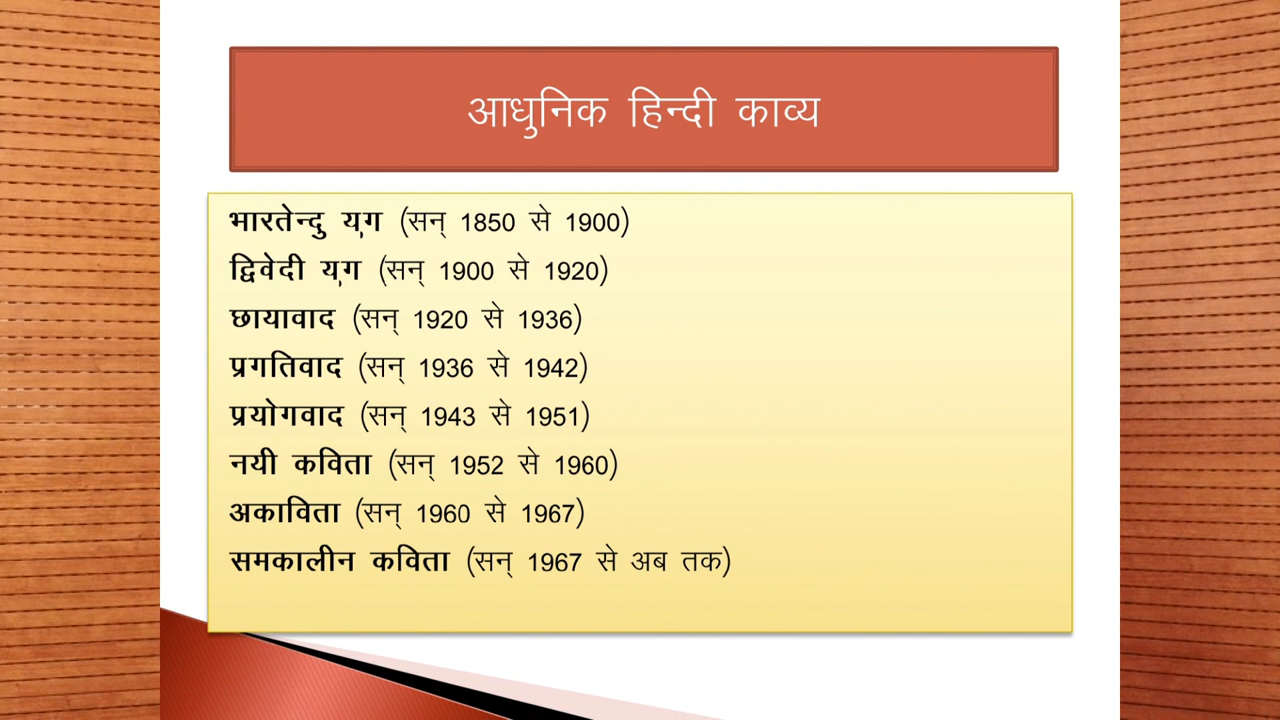 आधुनिक हिन्दी काव्य
भारतेन्दु युग (सन् 1850 से 1900)
द्विवेदी युग (सन् 1900 से 1920)
छायावाद (सन् 1920 से 1936)
प्रगतिवाद (सन् 1936 से 1942)
प्रयोगवाद (सन् 1943 से 1951)
नयी कविता (सन् 1952 से 1960)
अकाविता (सन् 1960 से 1967)
समकालीन कविता (सन् 1967 से अब तक)